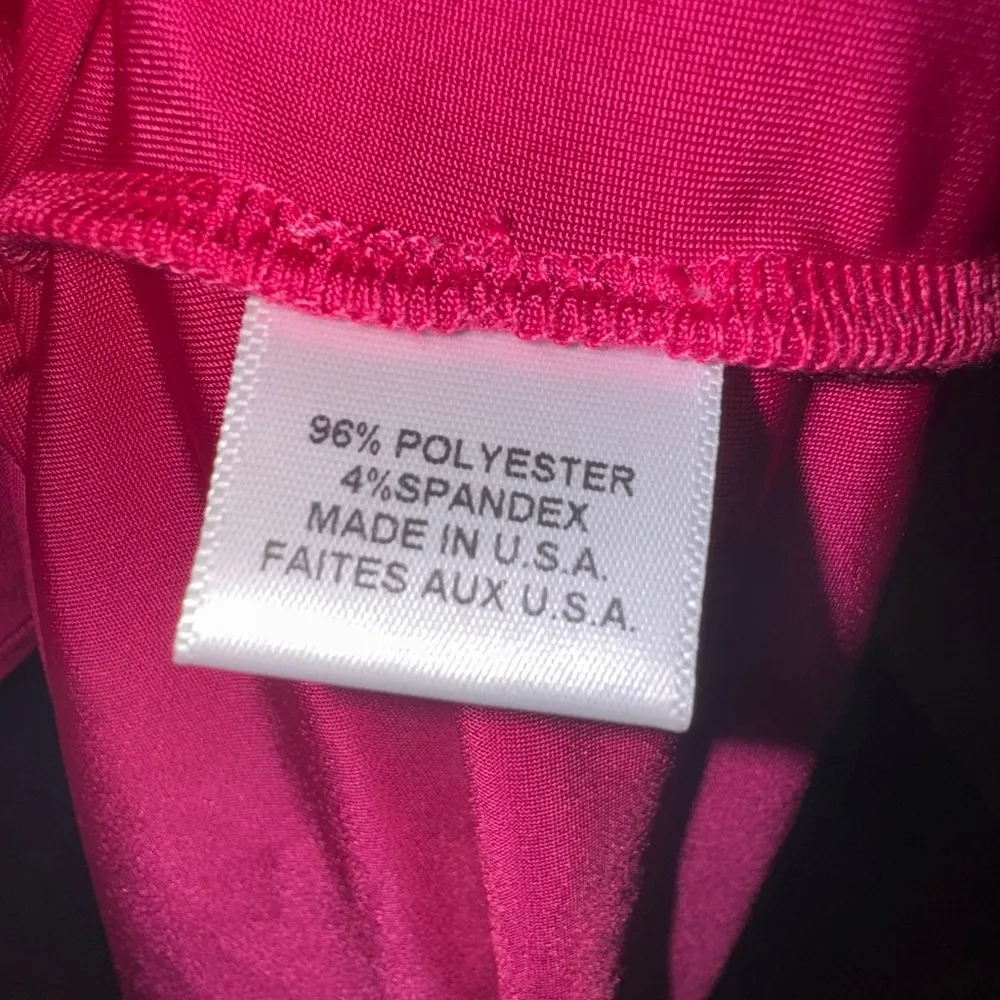 96% POLYESTER
4%SPANDEX
MADE IN U.S.A.
FAITES AUX U.S.A.